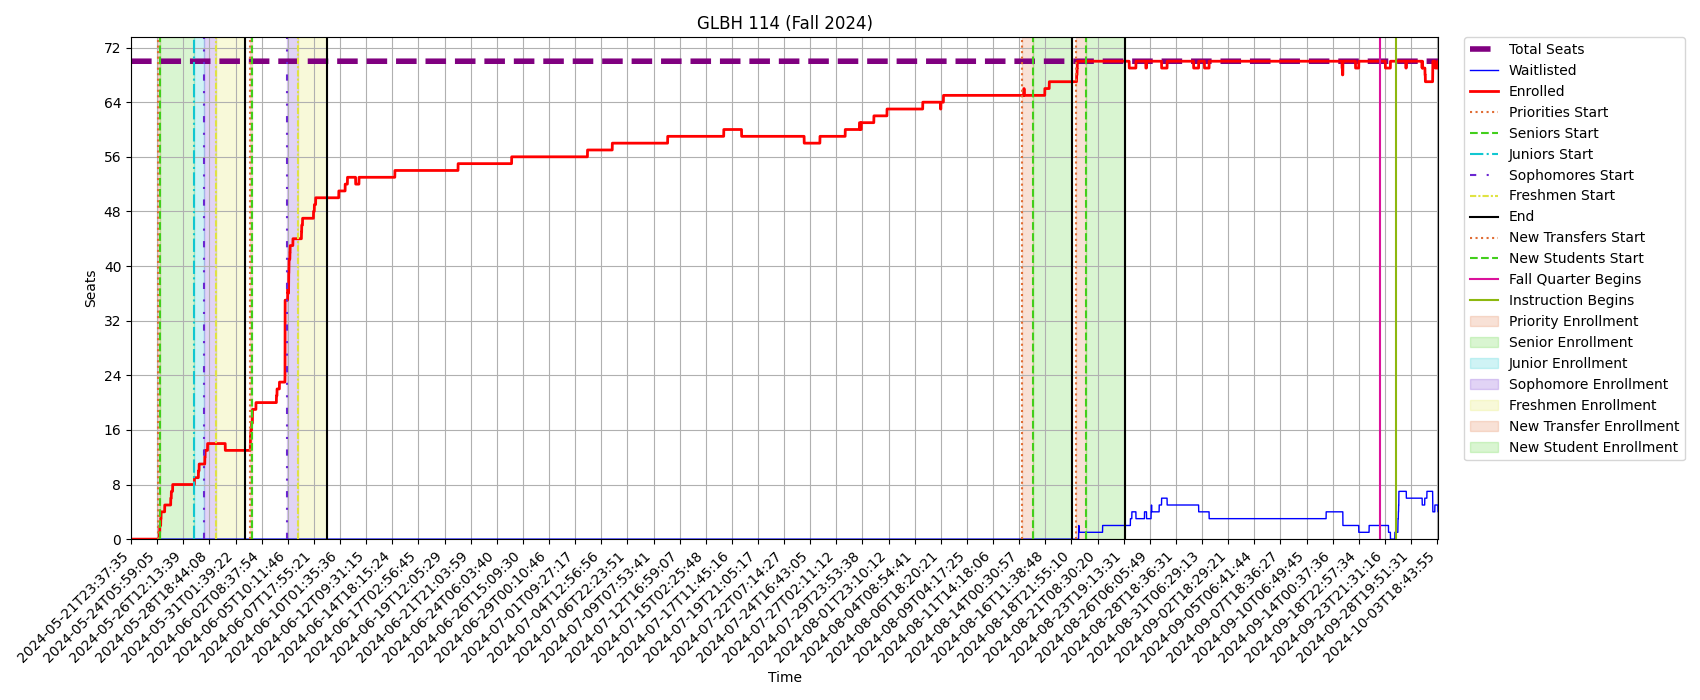 GLBH 114 (Fall 2024)
72
64
56
48
40
32
24
16
8
0
Seats
2024-05-21T23:37:35
2024-05-24T05:59:05
2024-05-26T12:13:39
2024-05-28T18:44:08
2024-05-31T01:39:22
2024-06-02T08:37:54
2024-06-05T10:11:46
2024-06-07T17:55:21
2024-06-10T01:35:36
2024-06-12T09:31:15
2024-06-14T18:15:24
2024-06-17T02:56:45
2024-06-19T12:05:29
2024-06-21T21:03:59
2024-06-24T06:03:40
2024-06-26T15:09:30
2024-06-29T00:10:46
2024-07-01T09:27:17
2024-07-04T12:56:56
2024-07-06T22:23:51
2024-07-09T07:53:41
2024-07-12T16:59:07
2024-07-15T02:25:48
2024-07-17T11:45:16
2024-07-19T21:05:17
2024-07-22T07:14:27
2024-07-24T16:43:05
2024-07-27T02:11:12
2024-07-29T23:53:38
2024-08-01T23:10:12
2024-08-04T08:54:41
2024-08-06T18:20:21
2024-08-09T04:17:25
2024-08-11T14:18:06
2024-08-14T00:30:57
2024-08-16T11:38:48
2024-08-18T21:55:10
2024-08-21T08:30:20
2024-08-23T19:13:31
2024-08-26T06:05:49
2024-08-28T18:36:31
2024-08-31T06:29:13
2024-09-02T18:29:21
2024-09-05T06:41:44
2024-09-07T18:36:27
2024-09-10T06:49:45
2024-09-14T00:37:36
2024-09-18T22:57:34
2024-09-23T21:31:16
2024-09-28T19:51:31
2024-10-03T18:43:55
Time
Total Seats
Waitlisted
Enrolled
Priorities Start
Seniors Start
Juniors Start
Sophomores Start
Freshmen Start
End
New Transfers Start
New Students Start
Fall Quarter Begins
Instruction Begins
Priority Enrollment
Senior Enrollment
Junior Enrollment
Sophomore Enrollment
Freshmen Enrollment
New Transfer Enrollment
New Student Enrollment